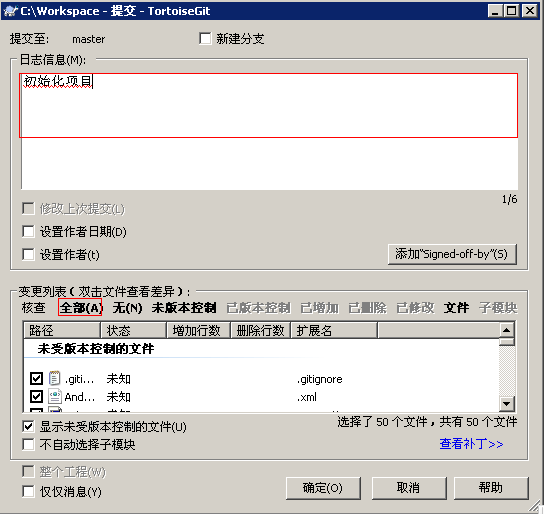 C:\Workspace - 提交 - TortoiseGit
提交至: master 新建分支
日志信息(M):
初始化项目
1/6
修改上次提交(L)
设置作者日期(D)
设置作者(t) 添加"Signed-off-by"(S)
变更列表（双击文件查看差异）:
核查 全部(A) 无(N) 未版本控制 已版本控制 已增加 已删除 已修改 文件 子模块
路径 状态 增加行数 删除行数 扩展名
未受版本控制的文件
.giti... 未知 .gitignore
And... 未知 .xml
显示未受版本控制的文件(U) 选择了 50 个文件，共有 50 个文件
不自动选择子模块 查看补丁>>
整个工程(W)
仅仅消息(Y) 确定(O) 取消 帮助